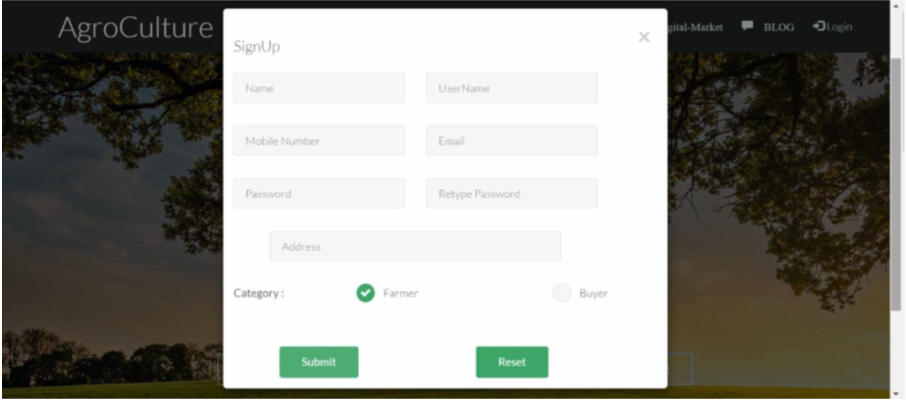 AgroCulture
gital-Market
BLOG
Login
SignUp
×
Name
UserName
Mobile Number
Email
Password
Retype Password
Address
Category :
Farmer
Buyer
Submit
Reset